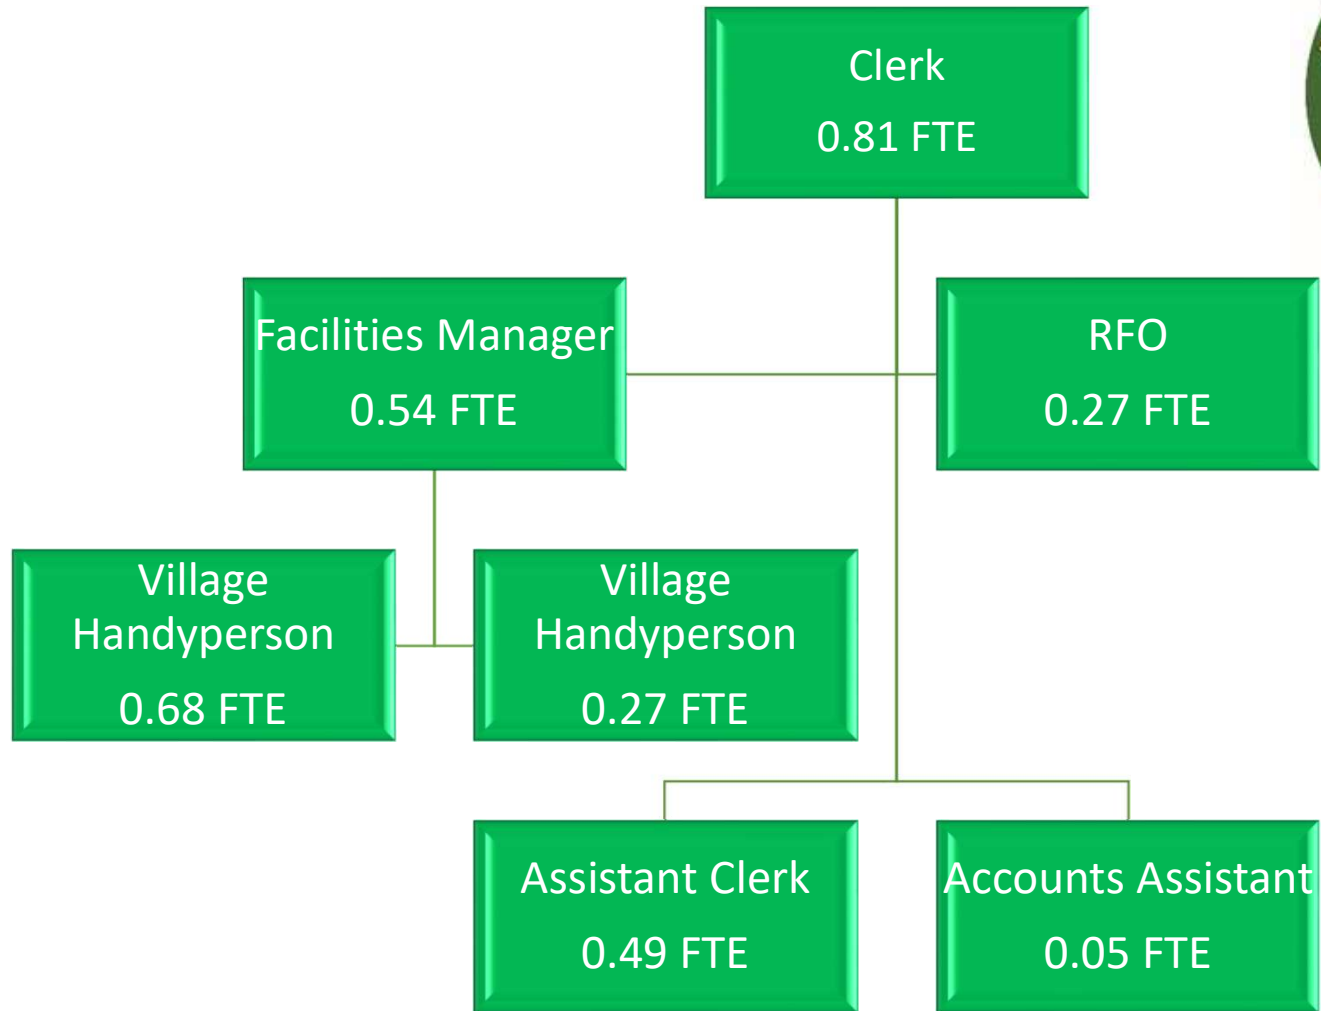 Clerk
0.81 FTE
Facilities Manager
0.54 FTE
RFO
0.27 FTE
Village
Handyperson
0.68 FTE
Village
Handyperson
0.27 FTE
Assistant Clerk
0.49 FTE
Accounts Assistant
0.05 FTE